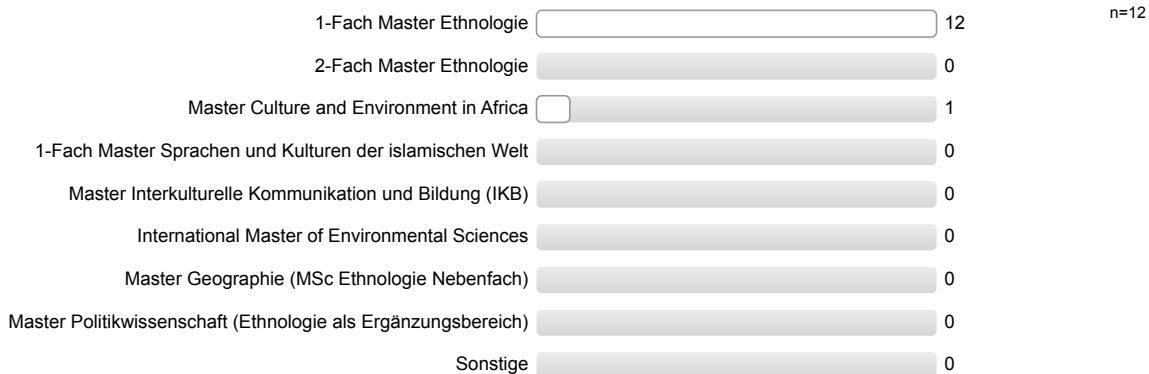 1-Fach Master Ethnologie 12 n=12
2-Fach Master Ethnologie 0
Master Culture and Environment in Africa 1
1-Fach Master Sprachen und Kulturen der islamischen Welt 0
Master Interkulturelle Kommunikation und Bildung (IKB) 0
International Master of Environmental Sciences 0
Master Geographie (MSc Ethnologie Nebenfach) 0
Master Politikwissenschaft (Ethnologie als Ergänzungsbereich) 0
Sonstige 0